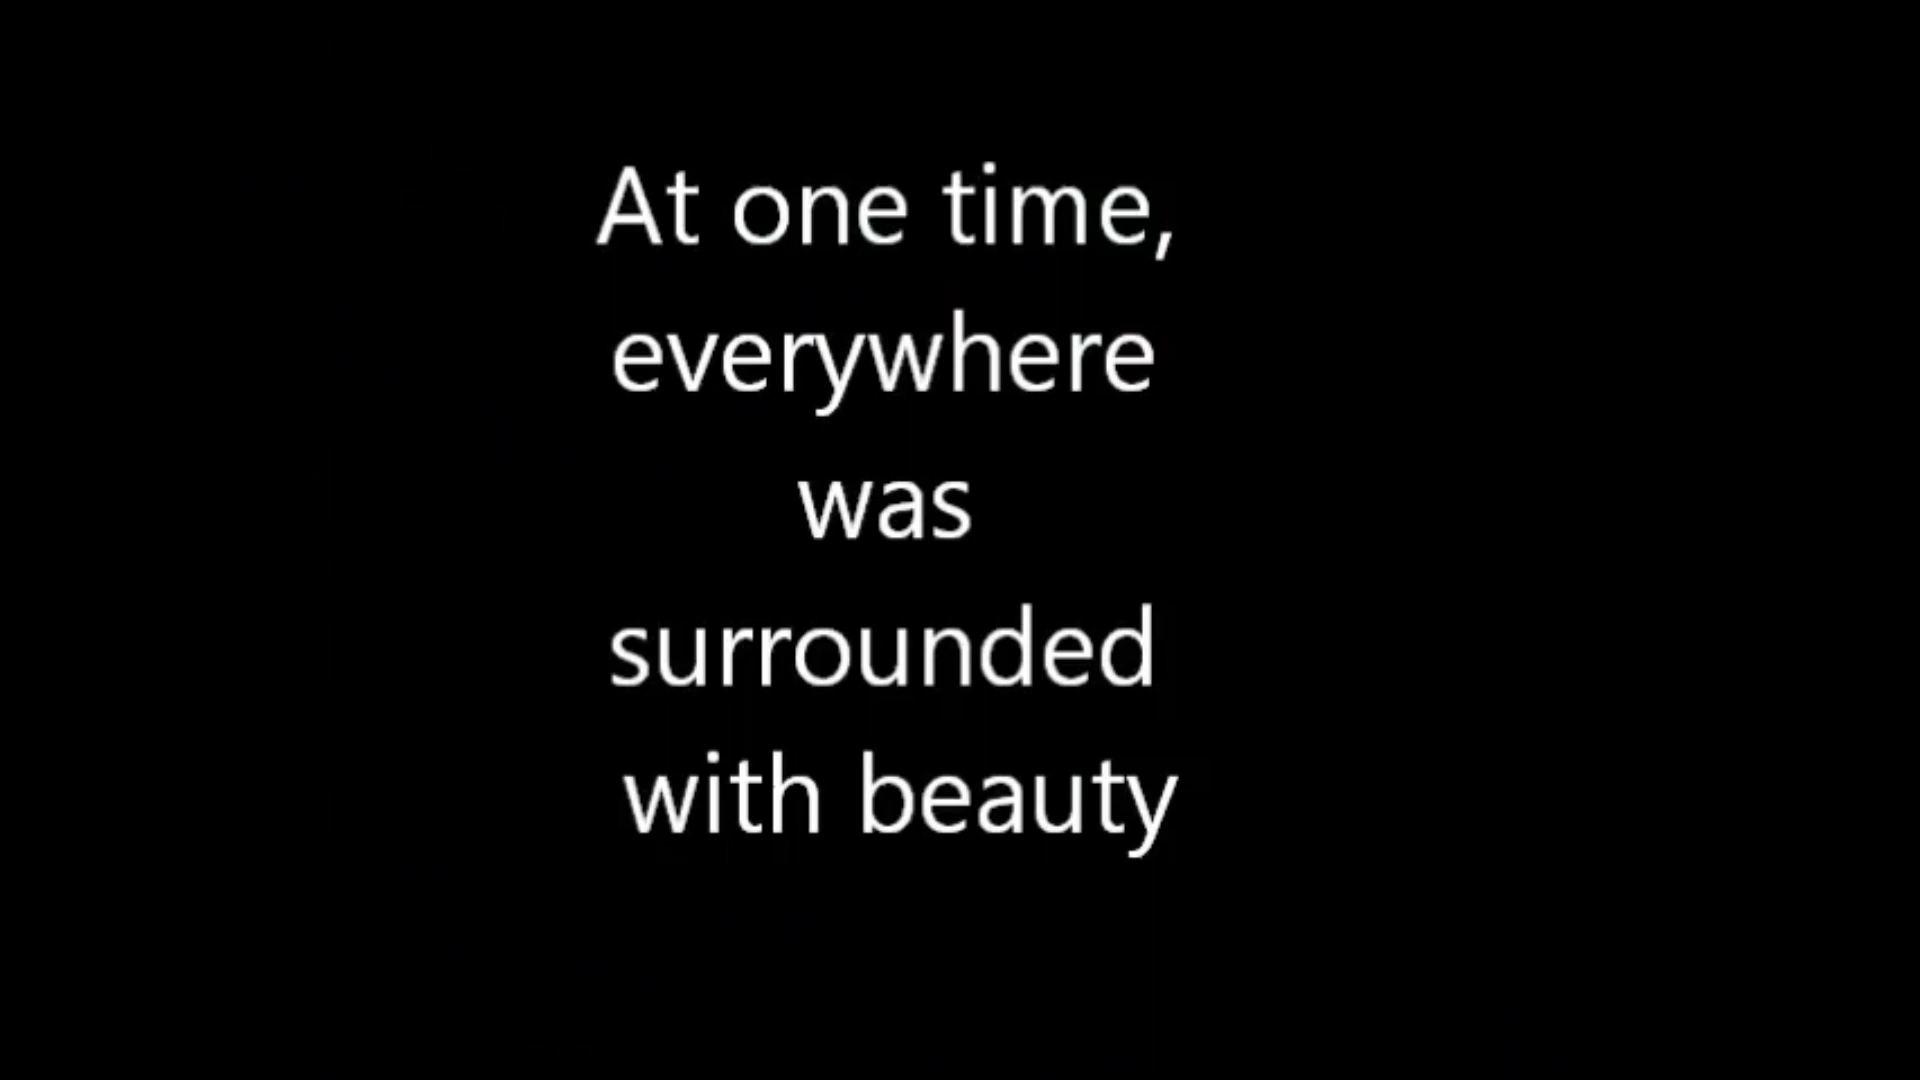 At one time,
everywhere
was
surrounded
with beauty